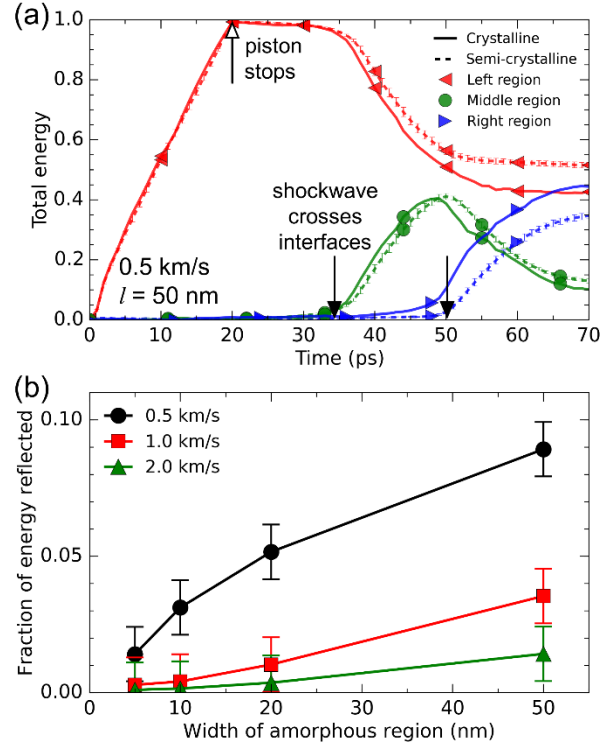 (a)
1.0
0.8
0.6
0.4
0.2
0.0
Total energy
piston
stops
Crystalline
Semi-crystalline
Left region
Middle region
Right region
shockwave
crosses
interfaces
0.5 km/s
l = 50 nm
0 10 20 30 40 50 60 70
Time (ps)
(b)
0.10
0.05
0.00
Fraction of energy reflected
0.5 km/s
1.0 km/s
2.0 km/s
0 10 20 30 40 50
Width of amorphous region (nm)